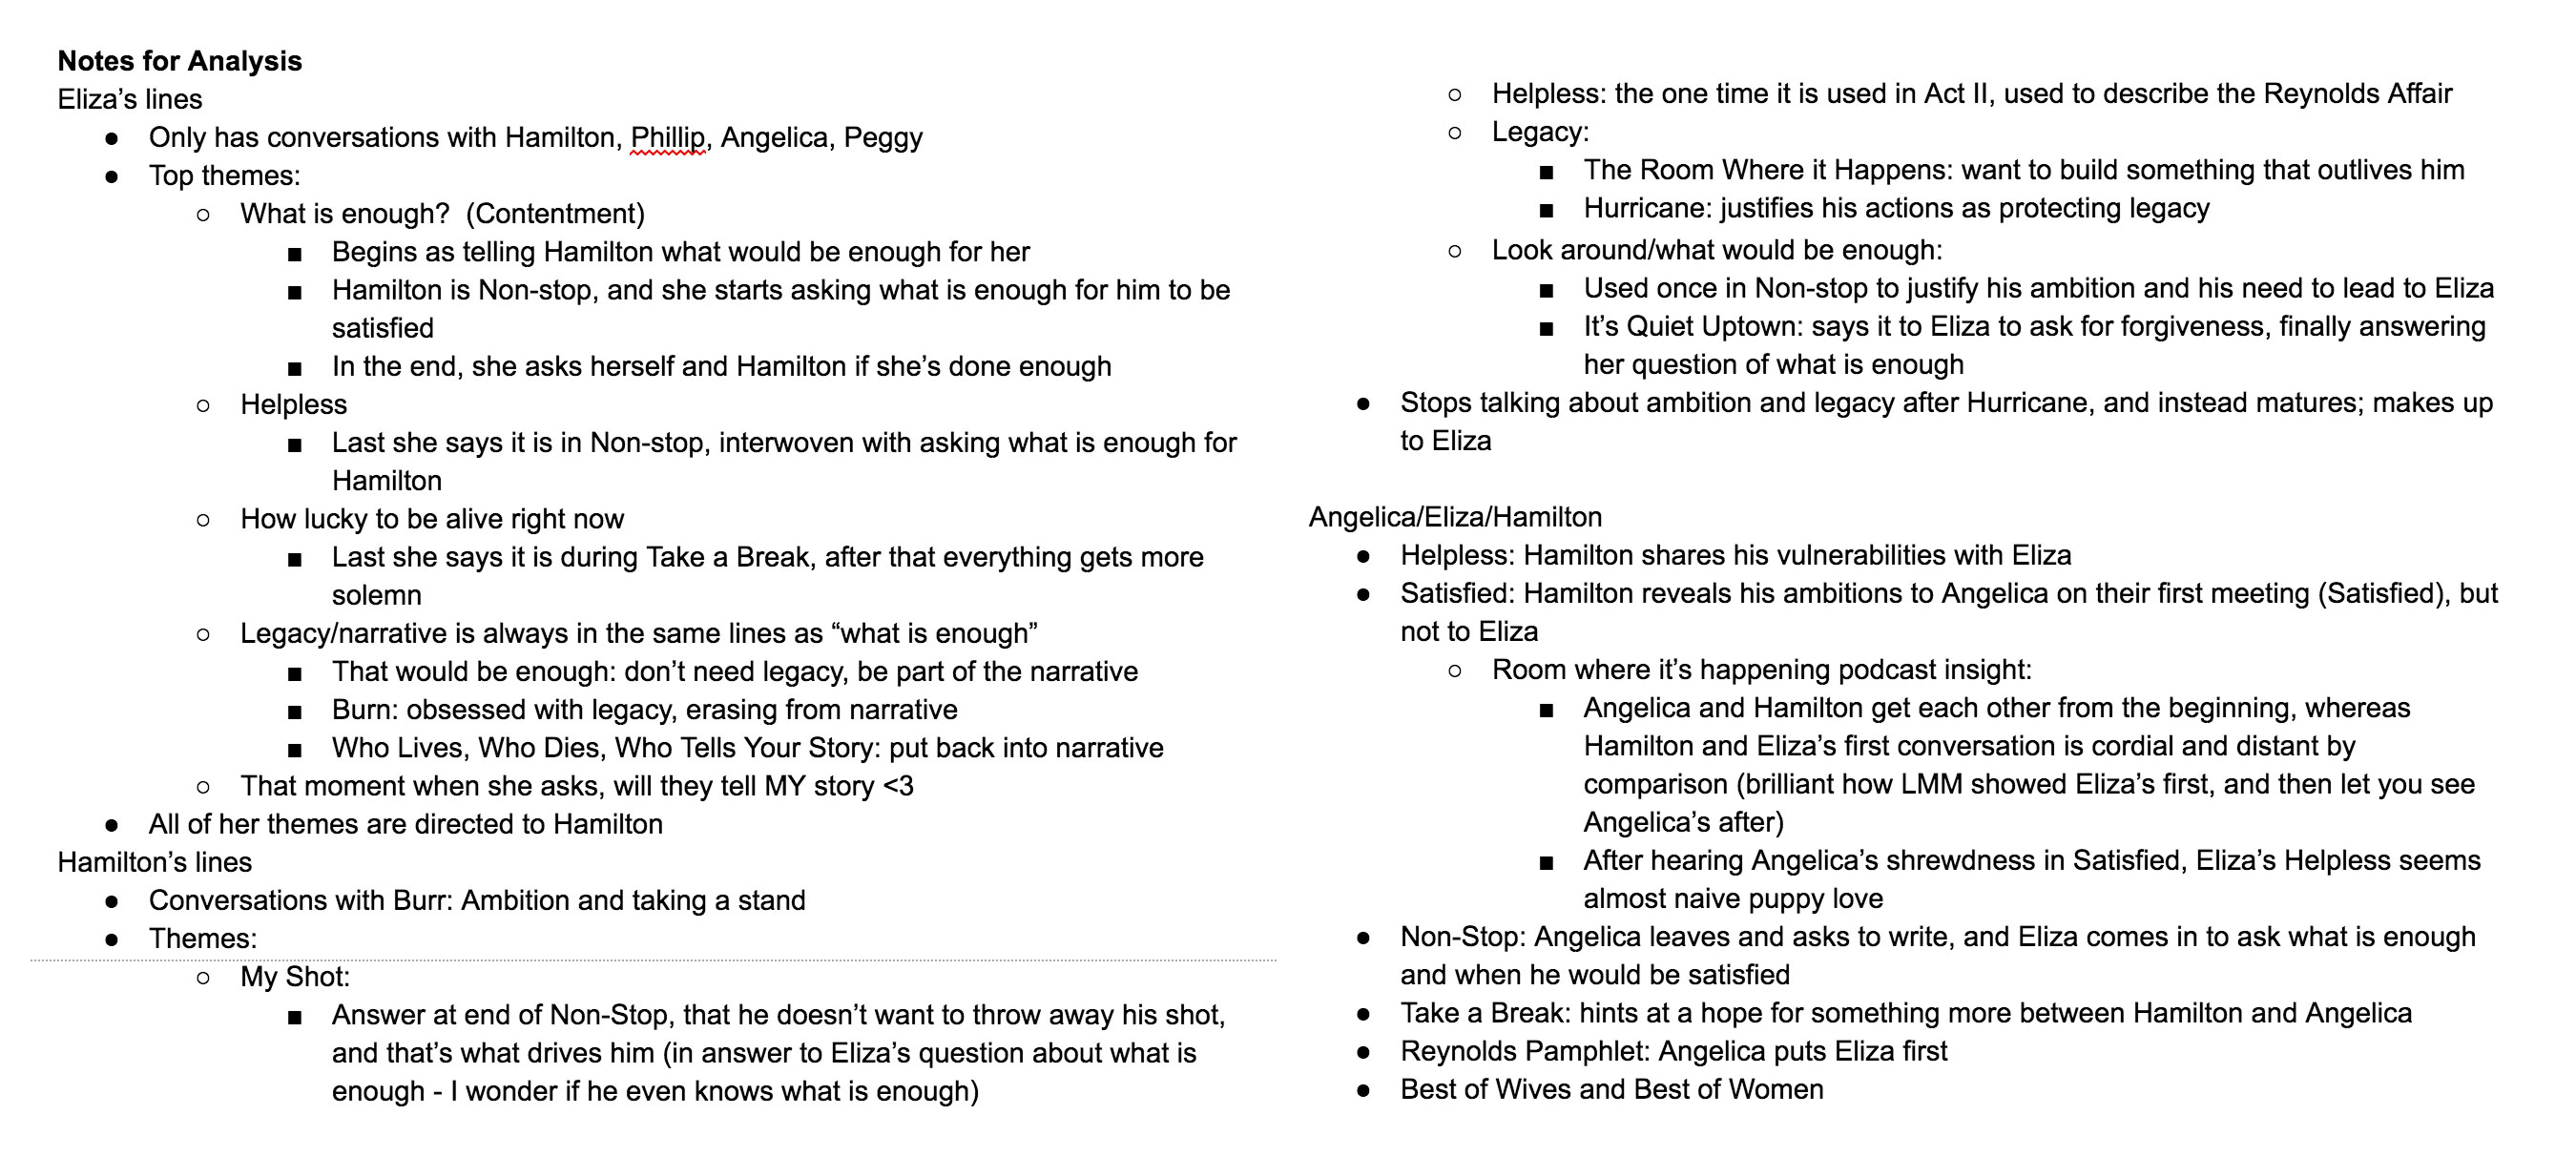 Notes for Analysis
Eliza’s lines
● Only has conversations with Hamilton, Phillip, Angelica, Peggy
● Top themes:
○ What is enough? (Contentment)
■ Begins as telling Hamilton what would be enough for her
■ Hamilton is Non-stop, and she starts asking what is enough for him to be
satisfied
■ In the end, she asks herself and Hamilton if she’s done enough
○ Helpless
■ Last she says it is in Non-stop, interwoven with asking what is enough for
Hamilton
○ How lucky to be alive right now
■ Last she says it is during Take a Break, after that everything gets more
solemn
○ Legacy/narrative is always in the same lines as “what is enough”
■ That would be enough: don’t need legacy, be part of the narrative
■ Burn: obsessed with legacy, erasing from narrative
■ Who Lives, Who Dies, Who Tells Your Story: put back into narrative
○ That moment when she asks, will they tell MY story <3
● All of her themes are directed to Hamilton
Hamilton’s lines
● Conversations with Burr: Ambition and taking a stand
● Themes:
○ My Shot:
■ Answer at end of Non-Stop, that he doesn’t want to throw away his shot,
and that’s what drives him (in answer to Eliza’s question about what is
enough - I wonder if he even knows what is enough)
○ Helpless: the one time it is used in Act II, used to describe the Reynolds Affair
○ Legacy:
■ The Room Where it Happens: want to build something that outlives him
■ Hurricane: justifies his actions as protecting legacy
○ Look around/what would be enough:
■ Used once in Non-stop to justify his ambition and his need to lead to Eliza
■ It’s Quiet Uptown: says it to Eliza to ask for forgiveness, finally answering
her question of what is enough
● Stops talking about ambition and legacy after Hurricane, and instead matures; makes up
to Eliza
Angelica/Eliza/Hamilton
● Helpless: Hamilton shares his vulnerabilities with Eliza
● Satisfied: Hamilton reveals his ambitions to Angelica on their first meeting (Satisfied), but
not to Eliza
○ Room where it’s happening podcast insight:
■ Angelica and Hamilton get each other from the beginning, whereas
Hamilton and Eliza’s first conversation is cordial and distant by
comparison (brilliant how LMM showed Eliza’s first, and then let you see
Angelica’s after)
■ After hearing Angelica’s shrewdness in Satisfied, Eliza’s Helpless seems
almost naive puppy love
● Non-Stop: Angelica leaves and asks to write, and Eliza comes in to ask what is enough
and when he would be satisfied
● Take a Break: hints at a hope for something more between Hamilton and Angelica
● Reynolds Pamphlet: Angelica puts Eliza first
● Best of Wives and Best of Women